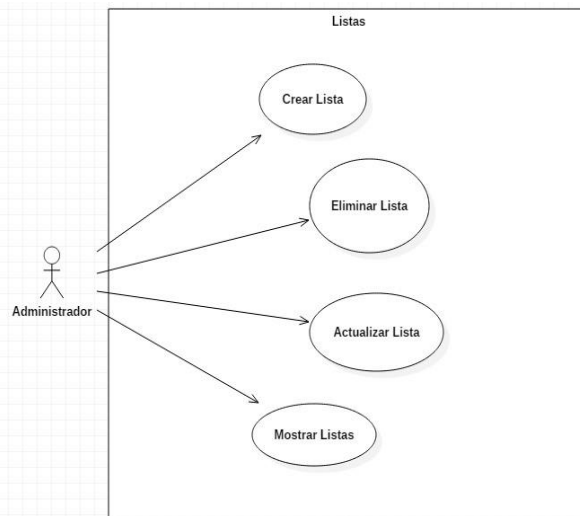 Listas
Crear Lista
Eliminar Lista
Administrador
Actualizar Lista
Mostrar Listas